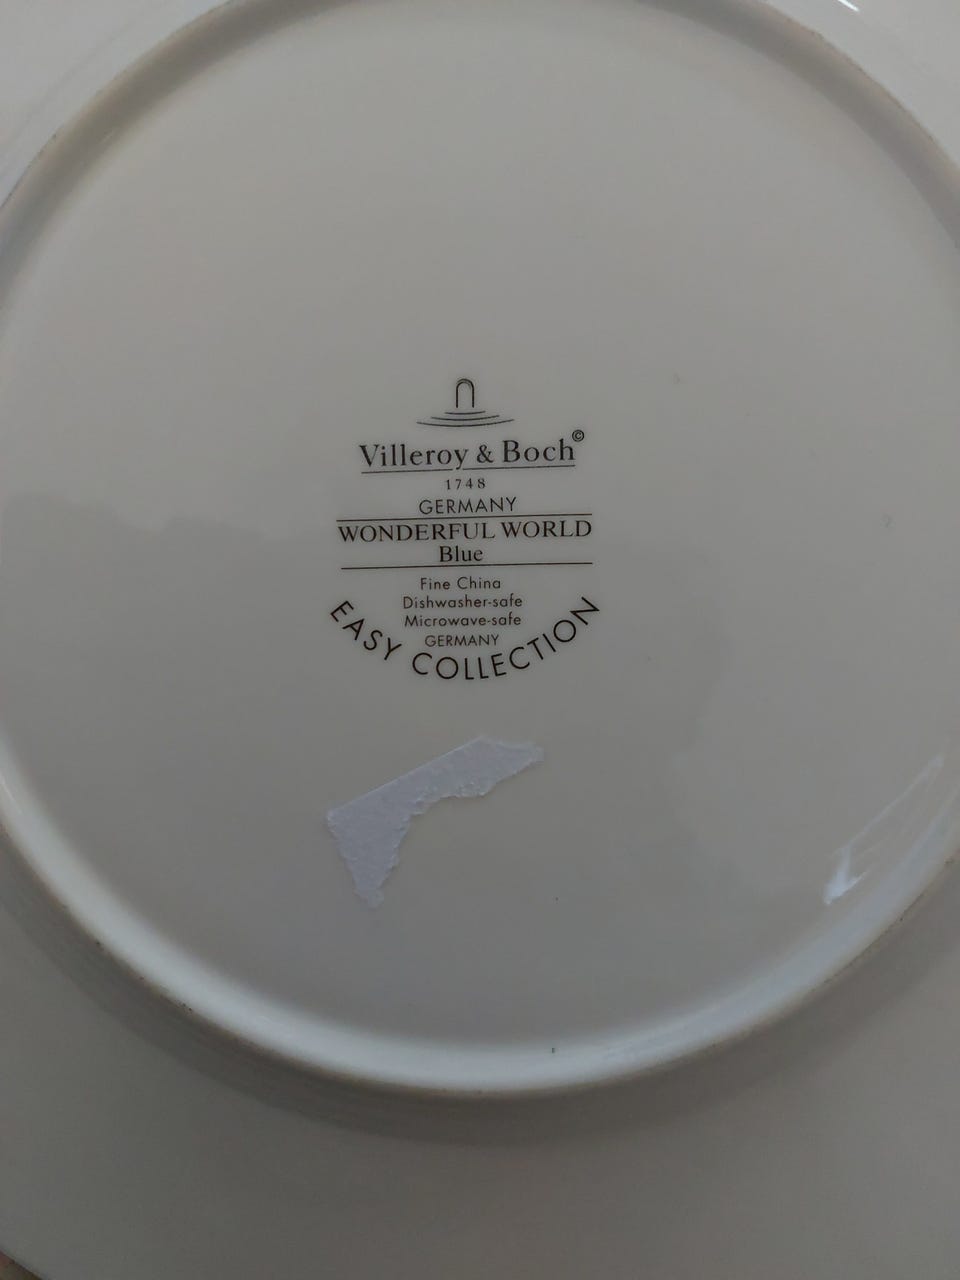 Villeroy & Boch©
1748
GERMANY
WONDERFUL WORLD
Blue
Fine China
Dishwasher-safe
Microwave-safe
GERMANY
EASY COLLECTION